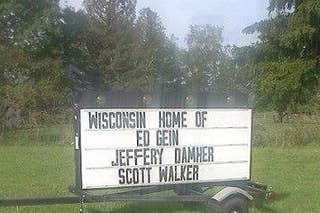 WISCONSIN HOME OF
ED GEIN
JEFFERY DAMHER
SCOTT WALKER